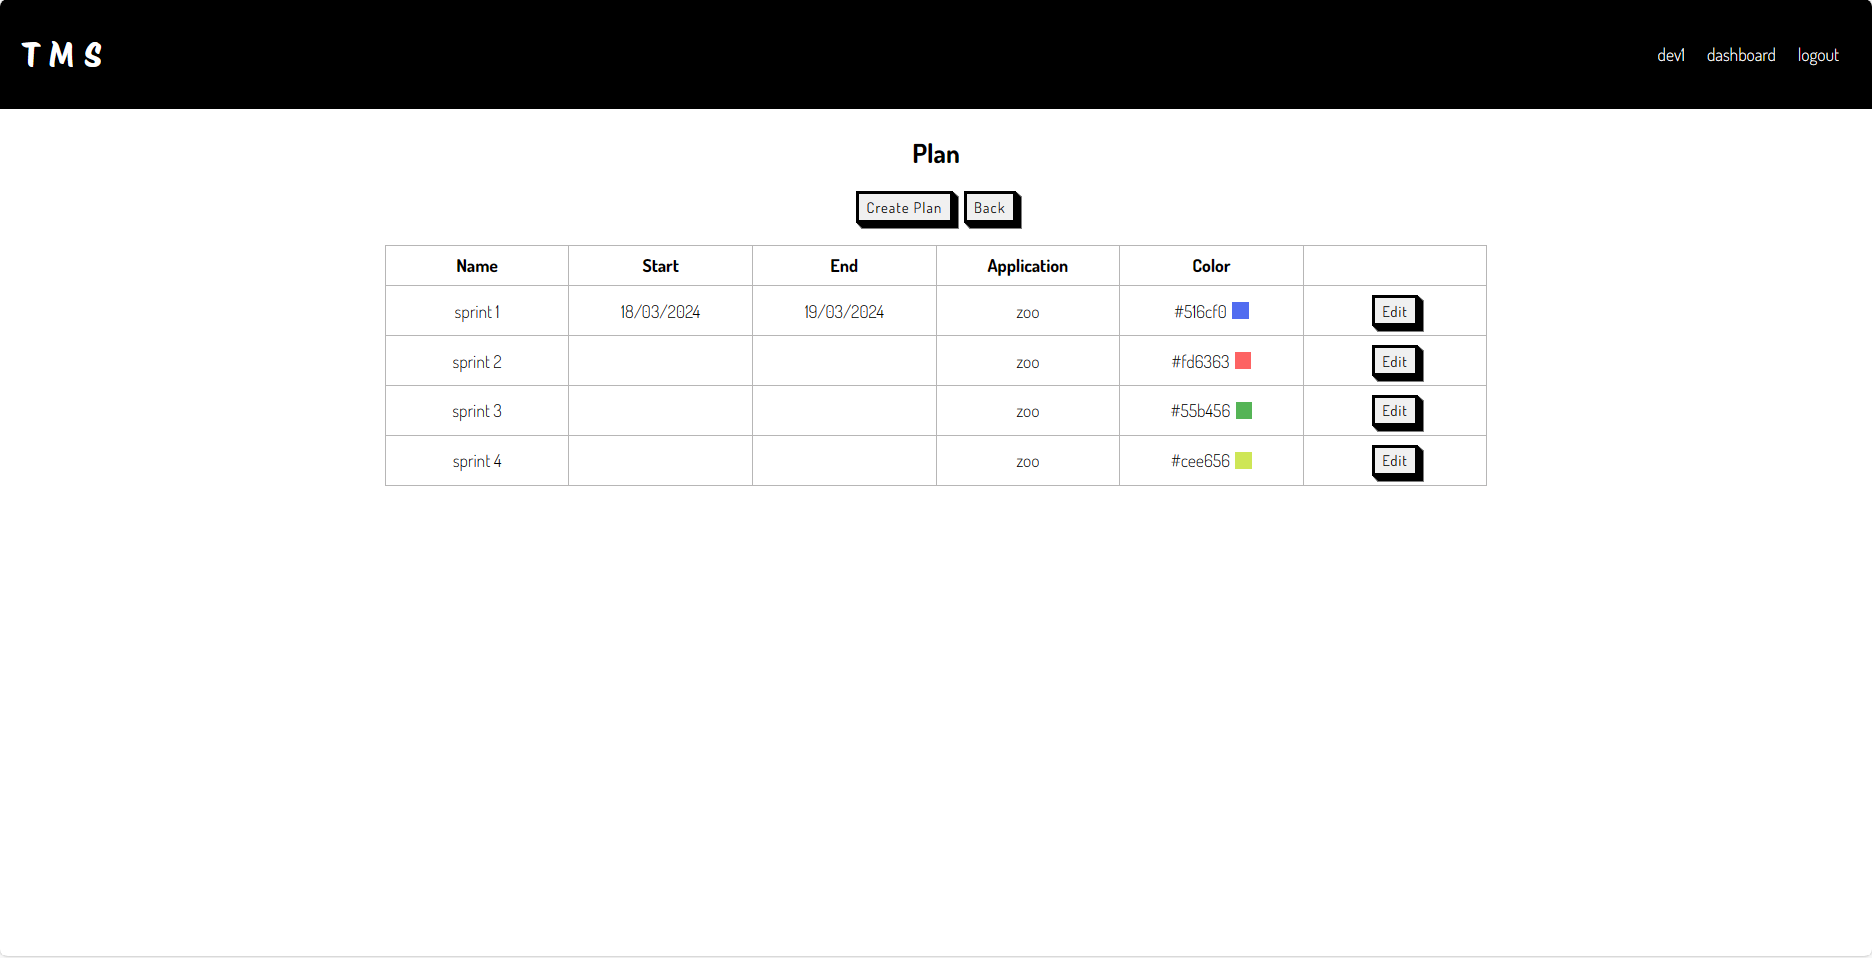 TMS
dev1 dashboard logout
Plan
Create Plan Back
Name Start End Application Color
sprint 1 18/03/2024 19/03/2024 zoo #516cf0 Edit
sprint 2 zoo #fd6363 Edit
sprint 3 zoo #55b456 Edit
sprint 4 zoo #cee656 Edit